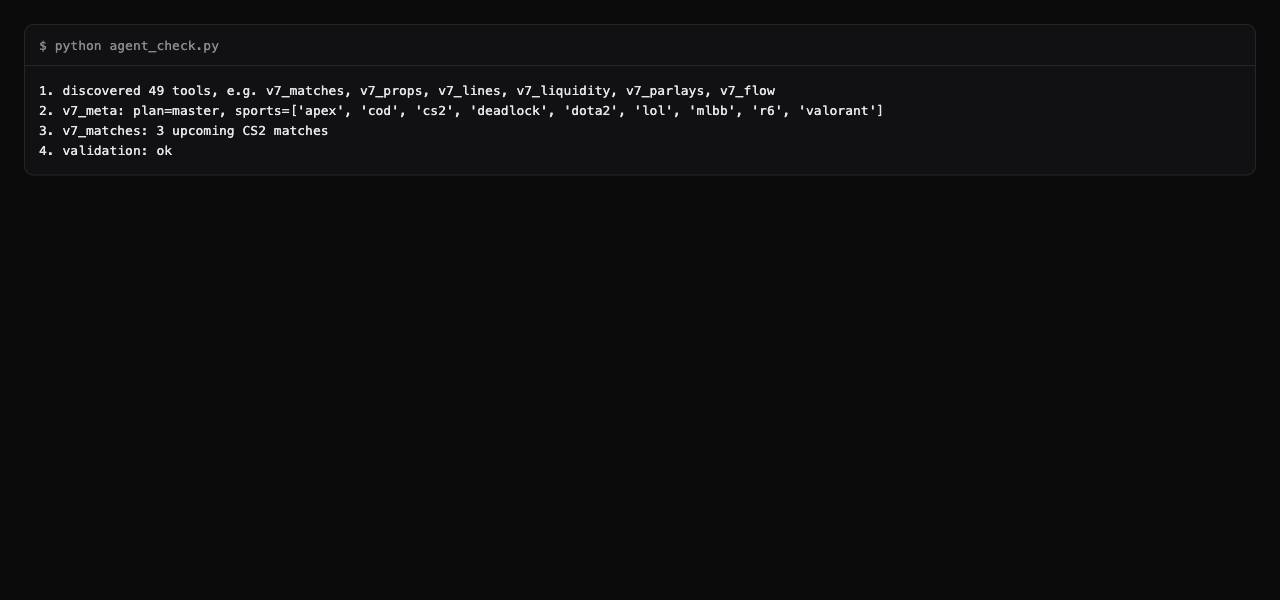 $ python agent_check.py
1. discovered 49 tools, e.g. v7_matches, v7_props, v7_lines, v7_liquidity, v7_parlays, v7_flow
2. v7_meta: plan=master, sports=['apex', 'cod', 'cs2', 'deadlock', 'dota2', 'lol', 'mlbb', 'r6', 'valorant']
3. v7_matches: 3 upcoming CS2 matches
4. validation: ok